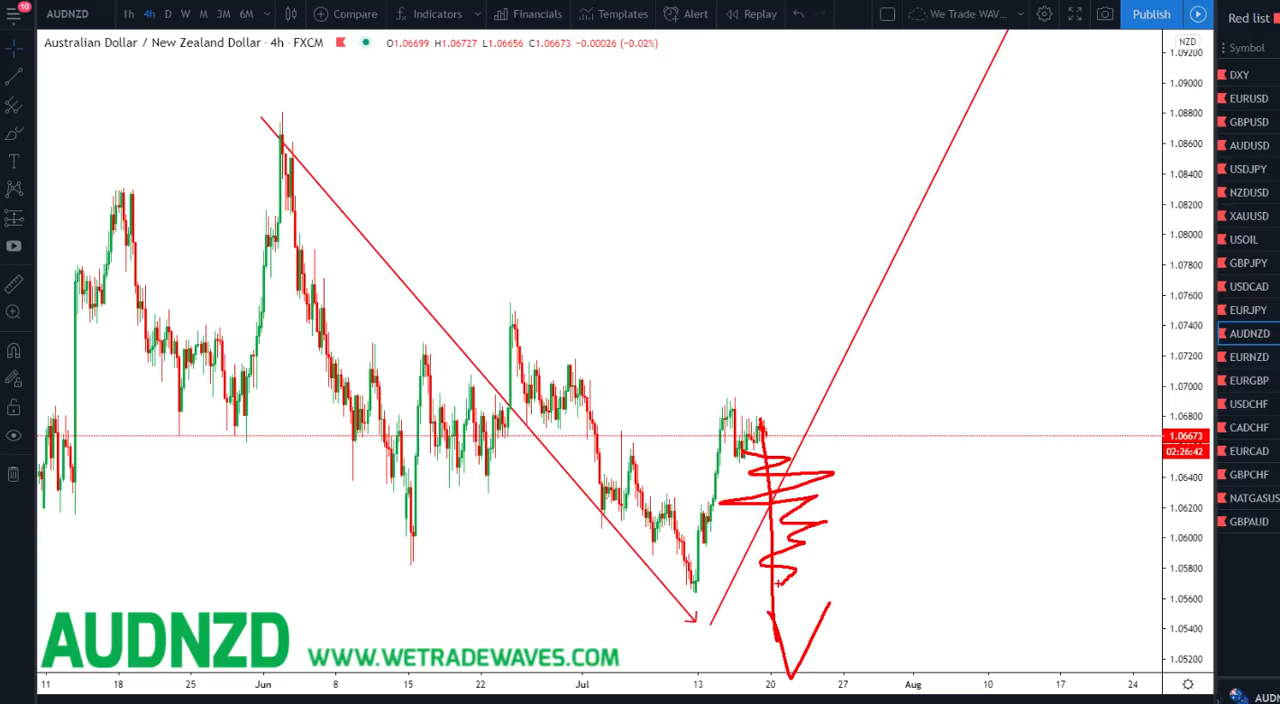 10
AUDNZD 1h 4h D W M 3M 6M Compare Indicators Financials Templates Alert Replay We Trade WAV... Publish Red list
Australian Dollar / New Zealand Dollar · 4h · FXCM O1.06699 H1.06727 L1.06656 C1.06673 −0.00026 (−0.02%)
NZD
Symbol
1.09200
DXY
1.09000
EURUSD
1.08800
GBPUSD
1.08600
AUDUSD
1.08400
USDJPY
1.08200
NZDUSD
1.08000
XAUUSD
1.07800
USOIL
1.07600
GBPJPY
1.07400
USDCAD
1.07200
EURJPY
1.07000
AUDNZD
1.06800
EURNZD
1.06673
EURGBP
02:26:42
USDCHF
1.06400
CADCHF
1.06200
EURCAD
1.06000
GBPCHF
1.05800
NATGASUS
1.05600
GBPAUD
1.05400
1.05200
AUDNZD
WWW.WETRADEWAVES.COM
11 18 25 Jun 8 15 22 Jul 13 20 27 Aug 10 17 24
AUDN